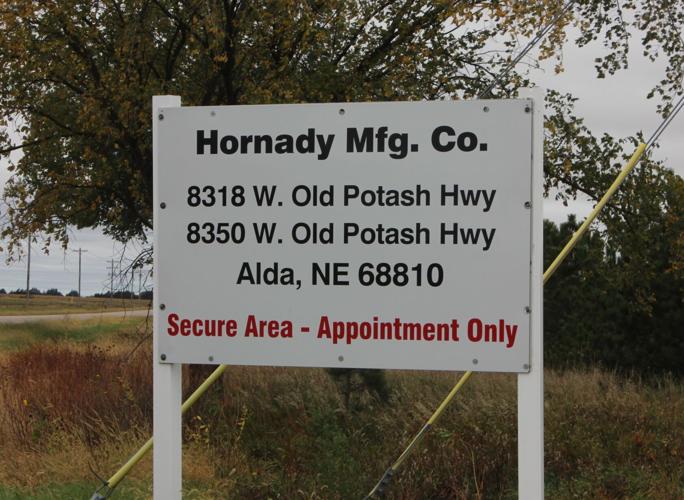 Hornady Mfg. Co.
8318 W. Old Potash Hwy
8350 W. Old Potash Hwy
Alda, NE 68810
Secure Area - Appointment Only